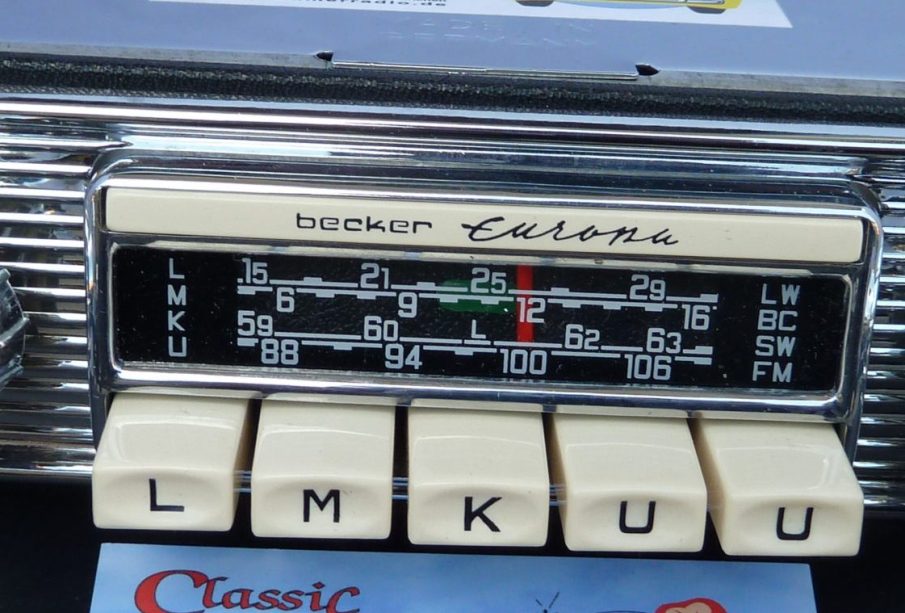 becker Europa
L 15 21 25 29 LW
M 6 9 12 16 BC
K 59 60 L 62 63 SW
U 88 94 100 106 FM
L M K U U
Classic